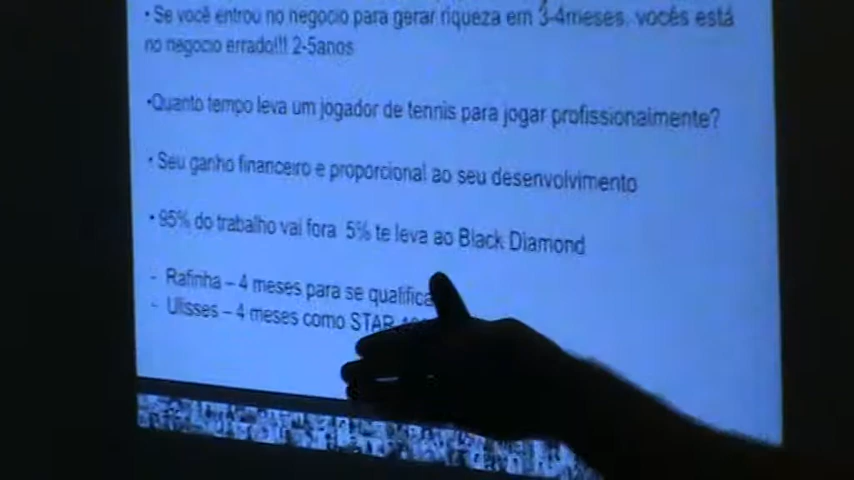 • Se você entrou no negocio para gerar riqueza em 3-4meses. vocês está
no negocio errado!!! 2-5anos
•Quanto tempo leva um jogador de tennis para jogar profissionalmente?
• Seu ganho financeiro e proporcional ao seu desenvolvimento
• 95% do trabalho vai fora 5% te leva ao Black Diamond
- Rafinha – 4 meses para se qualifica
- Ulisses – 4 meses como STAR